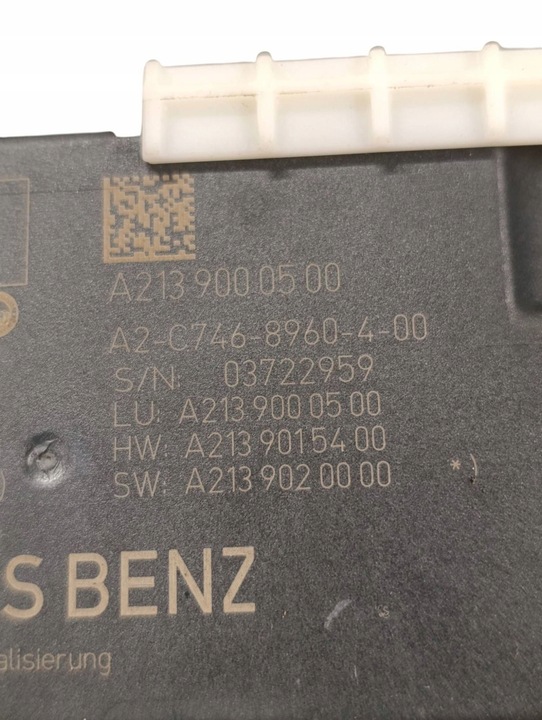 A213 900 05 00
A2-C746-8960-4-00
S/N: 03722959
LU: A213 900 05 00
HW: A213 901 54 00
SW: A213 902 00 00 *)
)
S BENZ
alisierung